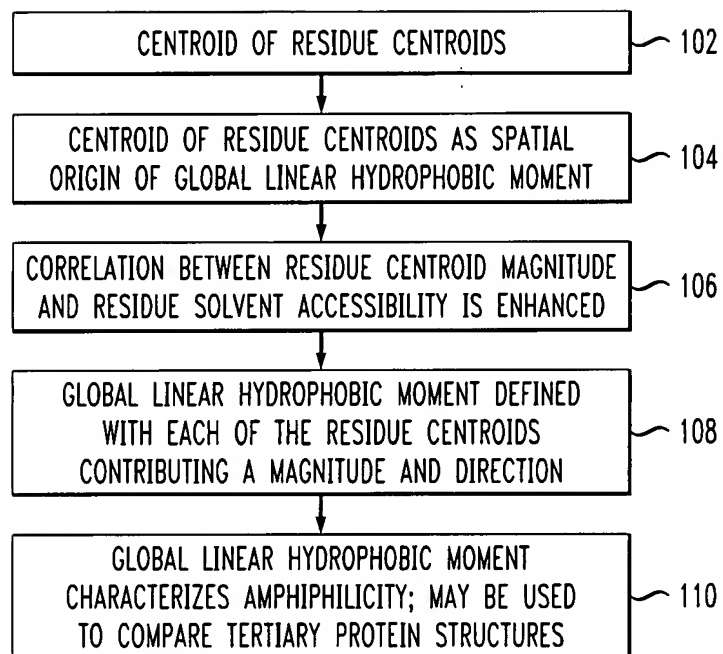 CENTROID OF RESIDUE CENTROIDS
102
CENTROID OF RESIDUE CENTROIDS AS SPATIAL
ORIGIN OF GLOBAL LINEAR HYDROPHOBIC MOMENT
104
CORRELATION BETWEEN RESIDUE CENTROID MAGNITUDE
AND RESIDUE SOLVENT ACCESSIBILITY IS ENHANCED
106
GLOBAL LINEAR HYDROPHOBIC MOMENT DEFINED
WITH EACH OF THE RESIDUE CENTROIDS
CONTRIBUTING A MAGNITUDE AND DIRECTION
108
GLOBAL LINEAR HYDROPHOBIC MOMENT
CHARACTERIZES AMPHIPHILICITY; MAY BE USED
TO COMPARE TERTIARY PROTEIN STRUCTURES
110